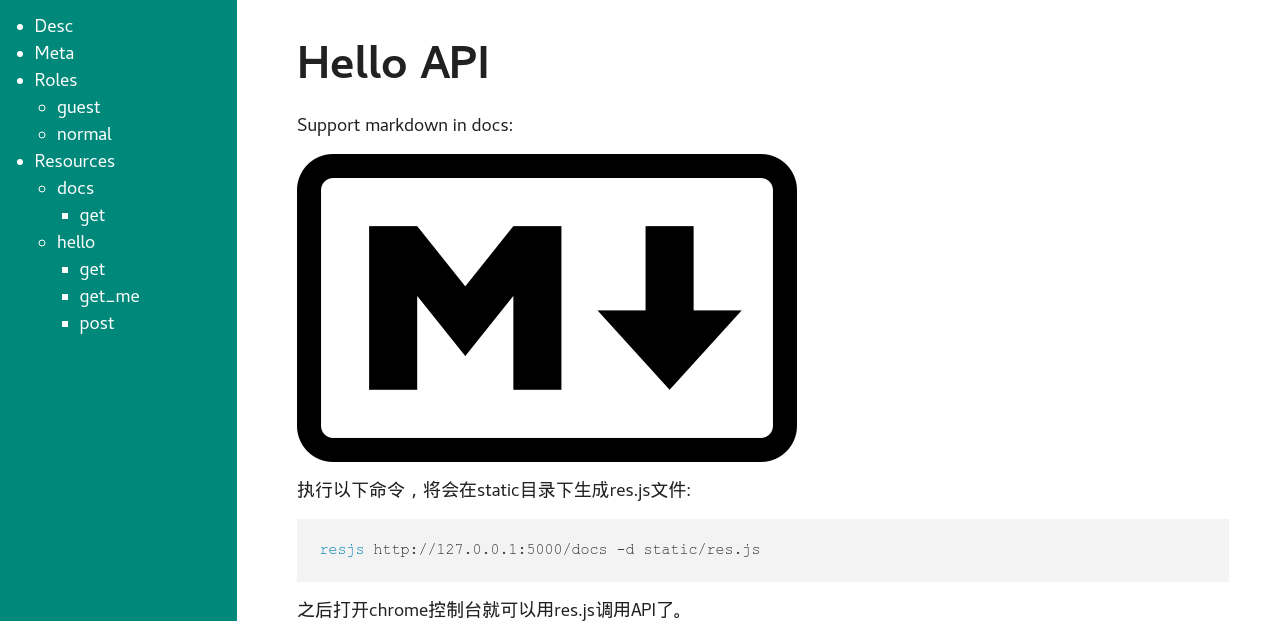 Desc
Meta
Roles
guest
normal
Resources
docs
get
hello
get
get_me
post
Hello API
Support markdown in docs:
M
执行以下命令，将会在static目录下生成res.js文件:
resjs http://127.0.0.1:5000/docs -d static/res.js
之后打开chrome控制台就可以用res.js调用API了。